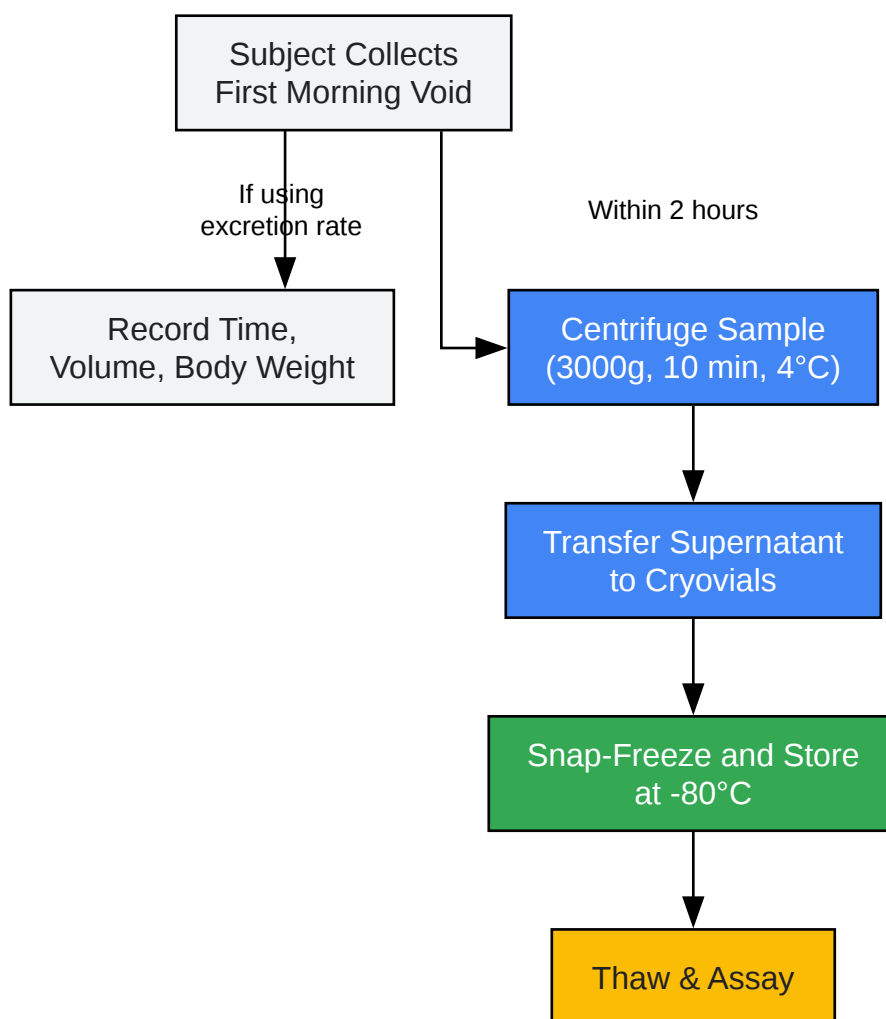 Subject Collects
First Morning Void
If using
excretion rate
Within 2 hours
Record Time,
Volume, Body Weight
Centrifuge Sample
(3000g, 10 min, 4°C)
Transfer Supernatant
to Cryovials
Snap-Freeze and Store
at -80°C
Thaw & Assay